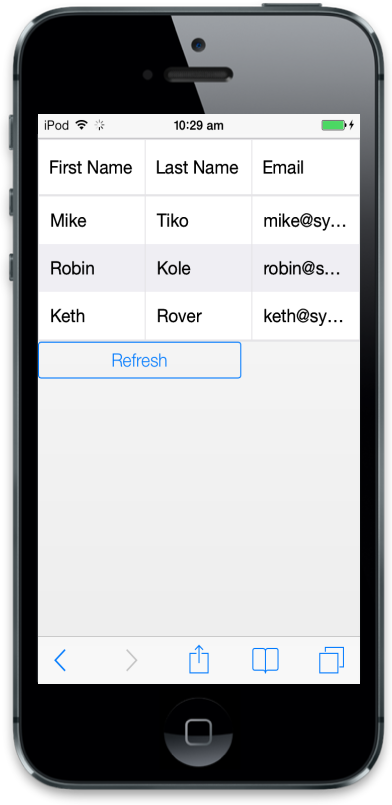 iPod 10:29 am
First Name Last Name Email
Mike Tiko mike@sy...
Robin Kole robin@s...
Keth Rover keth@sy...
Refresh